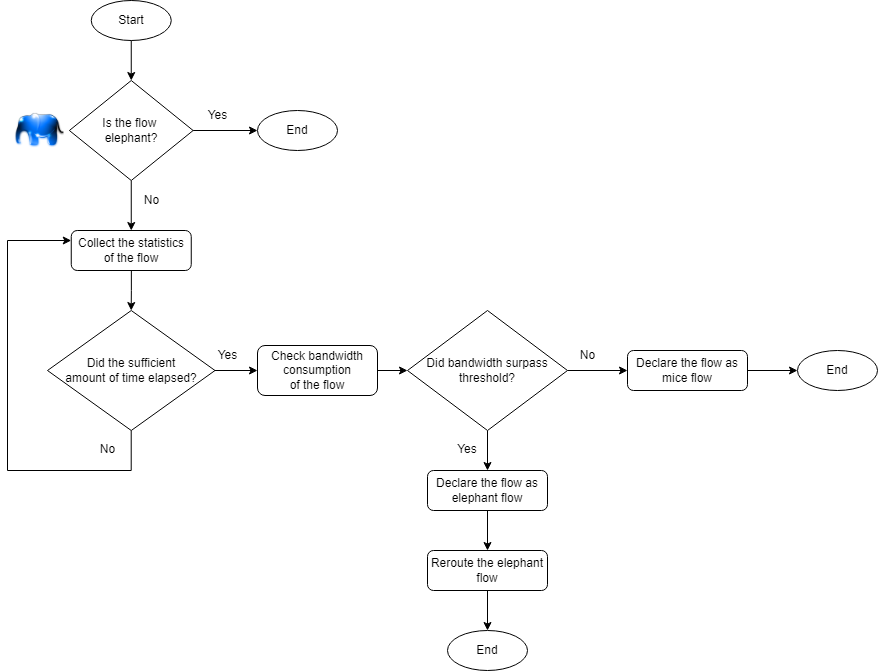 Start
Is the flow
elephant?
Yes
End
No
Collect the statistics
of the flow
Did the sufficient
amount of time elapsed?
Yes
No
Check bandwidth
consumption
of the flow
Did bandwidth surpass
threshold?
No
Declare the flow as
mice flow
End
Yes
Declare the flow as
elephant flow
Reroute the elephant
flow
End